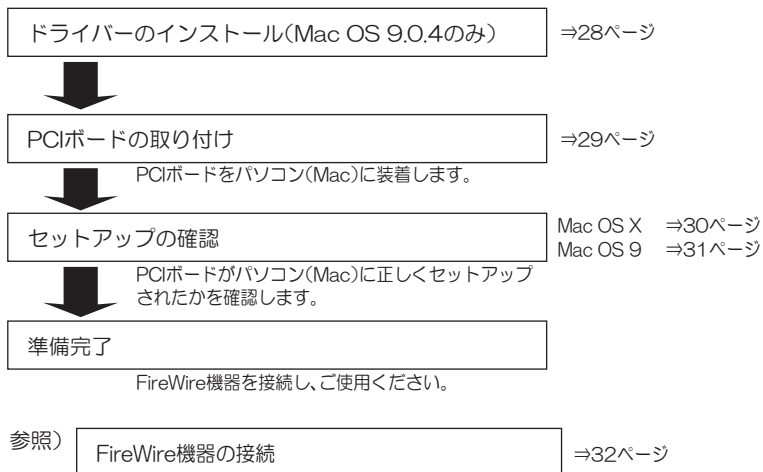 ドライバーのインストール(Mac OS 9.0.4のみ) ⇒28ページ
PCIボードの取り付け ⇒29ページ
PCIボードをパソコン(Mac)に装着します。
セットアップの確認
Mac OS X ⇒30ページ
Mac OS 9 ⇒31ページ
PCIボードがパソコン(Mac)に正しくセットアップ
されたかを確認します。
準備完了
FireWire機器を接続し、ご使用ください。
参照) FireWire機器の接続 ⇒32ページ